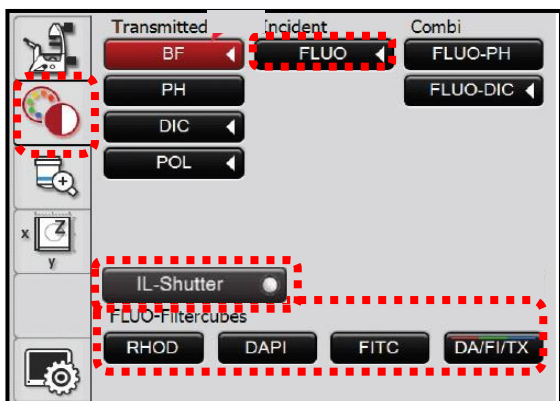 Transmitted Incident Combi
BF FLUO FLUO-PH
PH FLUO-DIC
DIC
POL
x Z
y
IL-Shutter
FLUO-Filtercubes
RHOD DAPI FITC DA/FI/TX